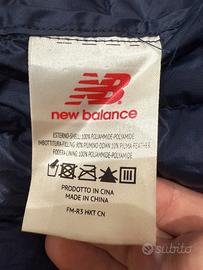 new balance
ESTERNO-SHELL: 100% POLIAMMIDE-POLYAMIDE
IMBOTTITURA-FILLING: 90% PIUMINO-DOWN 10% PIUMA-FEATHER
FODERA-LINING: 100% POLIAMMIDE-POLYAMIDE
PRODOTTO IN CINA
MADE IN CHINA
FM-R3 HXT CN
subito